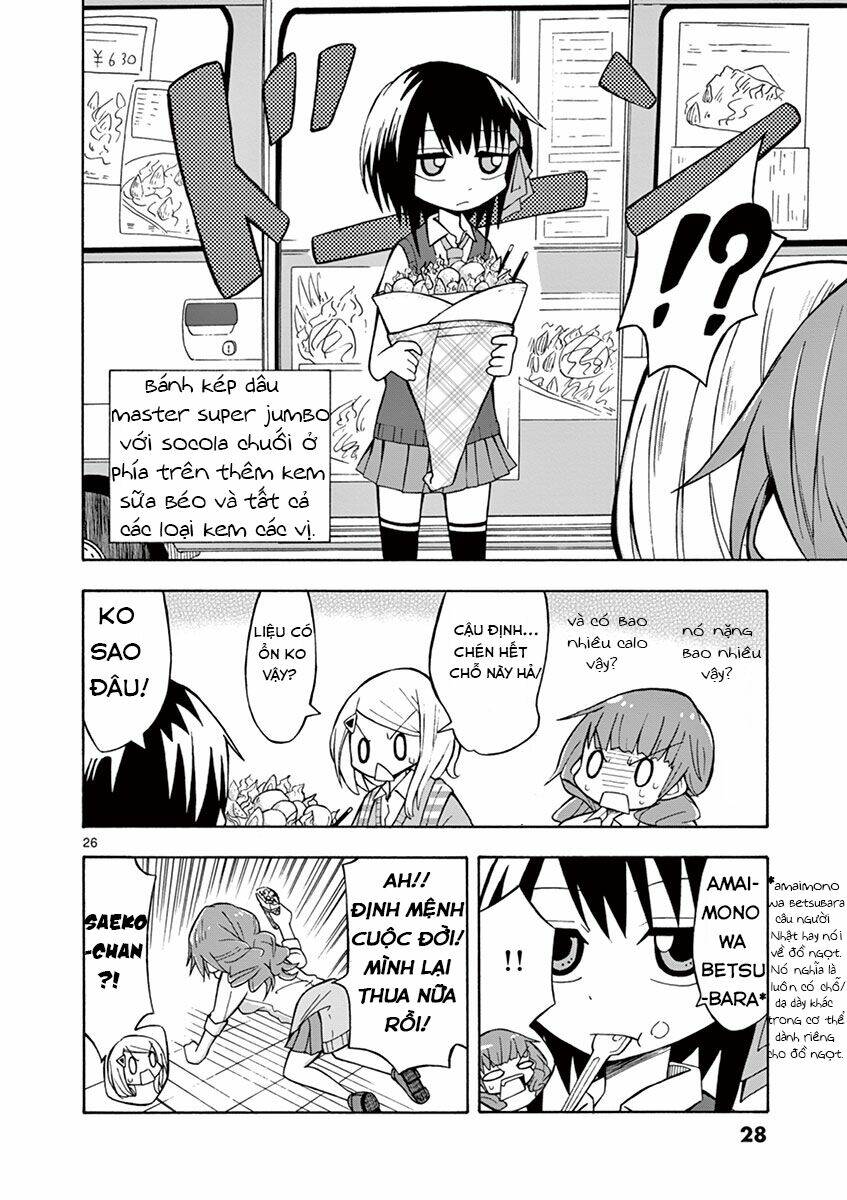 ¥630
ド
!?
Bánh kép dâu
master super jumbo
với socola chuối ở
phía trên thêm kem
sữa béo và tất cả
các loại kem các vị.
nó nặng
bao nhiêu
vậy?
và có bao
nhiêu calo
vậy?
CẬU ĐỊNH...
CHÉN HẾT
CHỖ NÀY HẢ/
LIỆU CÓ
ỔN KO
VẬY?
KO
SAO
ĐÂU!
26
AMAI-
MONO
WA
BETSU
-BARA*
!!
*amaimono
wa betsubara
câu người
Nhật hay nói
về đồ ngọt.
Nó nghĩa là
luôn có chỗ/
dạ dày khác
trong cơ thể
dành riêng
cho đồ ngọt.
AH!!
ĐỊNH MỆNH
CUỘC ĐỜI!
MÌNH LẠI
THUA NỮA
RỒI!
SAEKO
-CHAN
?!
28